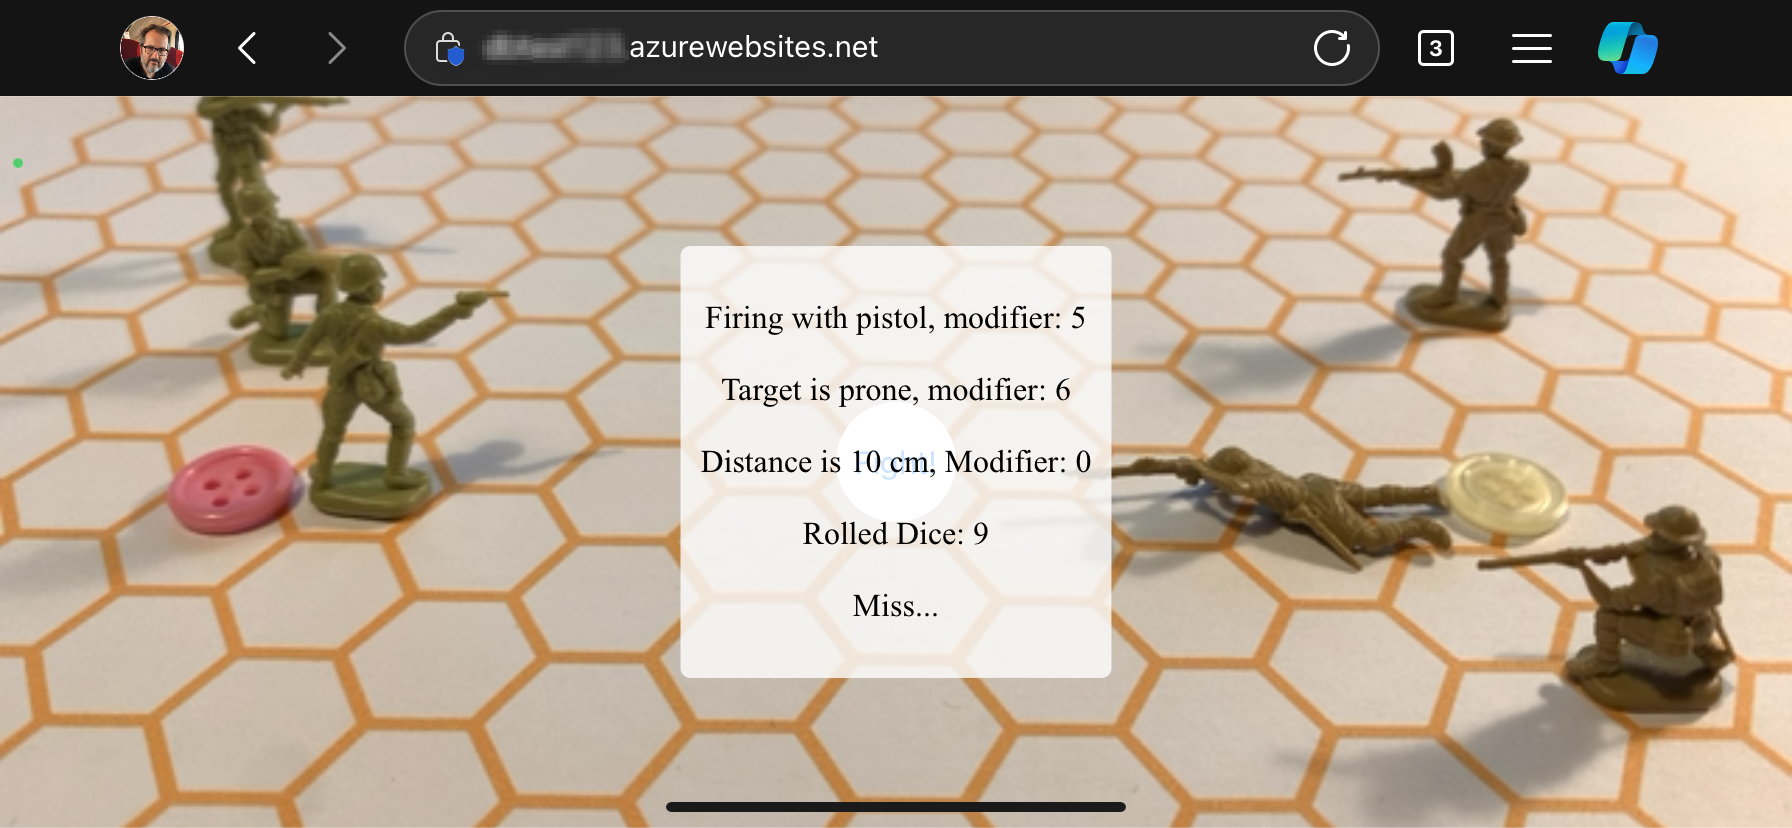 .azurewebsites.net
3
Firing with pistol, modifier: 5
Target is prone, modifier: 6
Distance is 10 cm, Modifier: 0
Rolled Dice: 9
Miss...